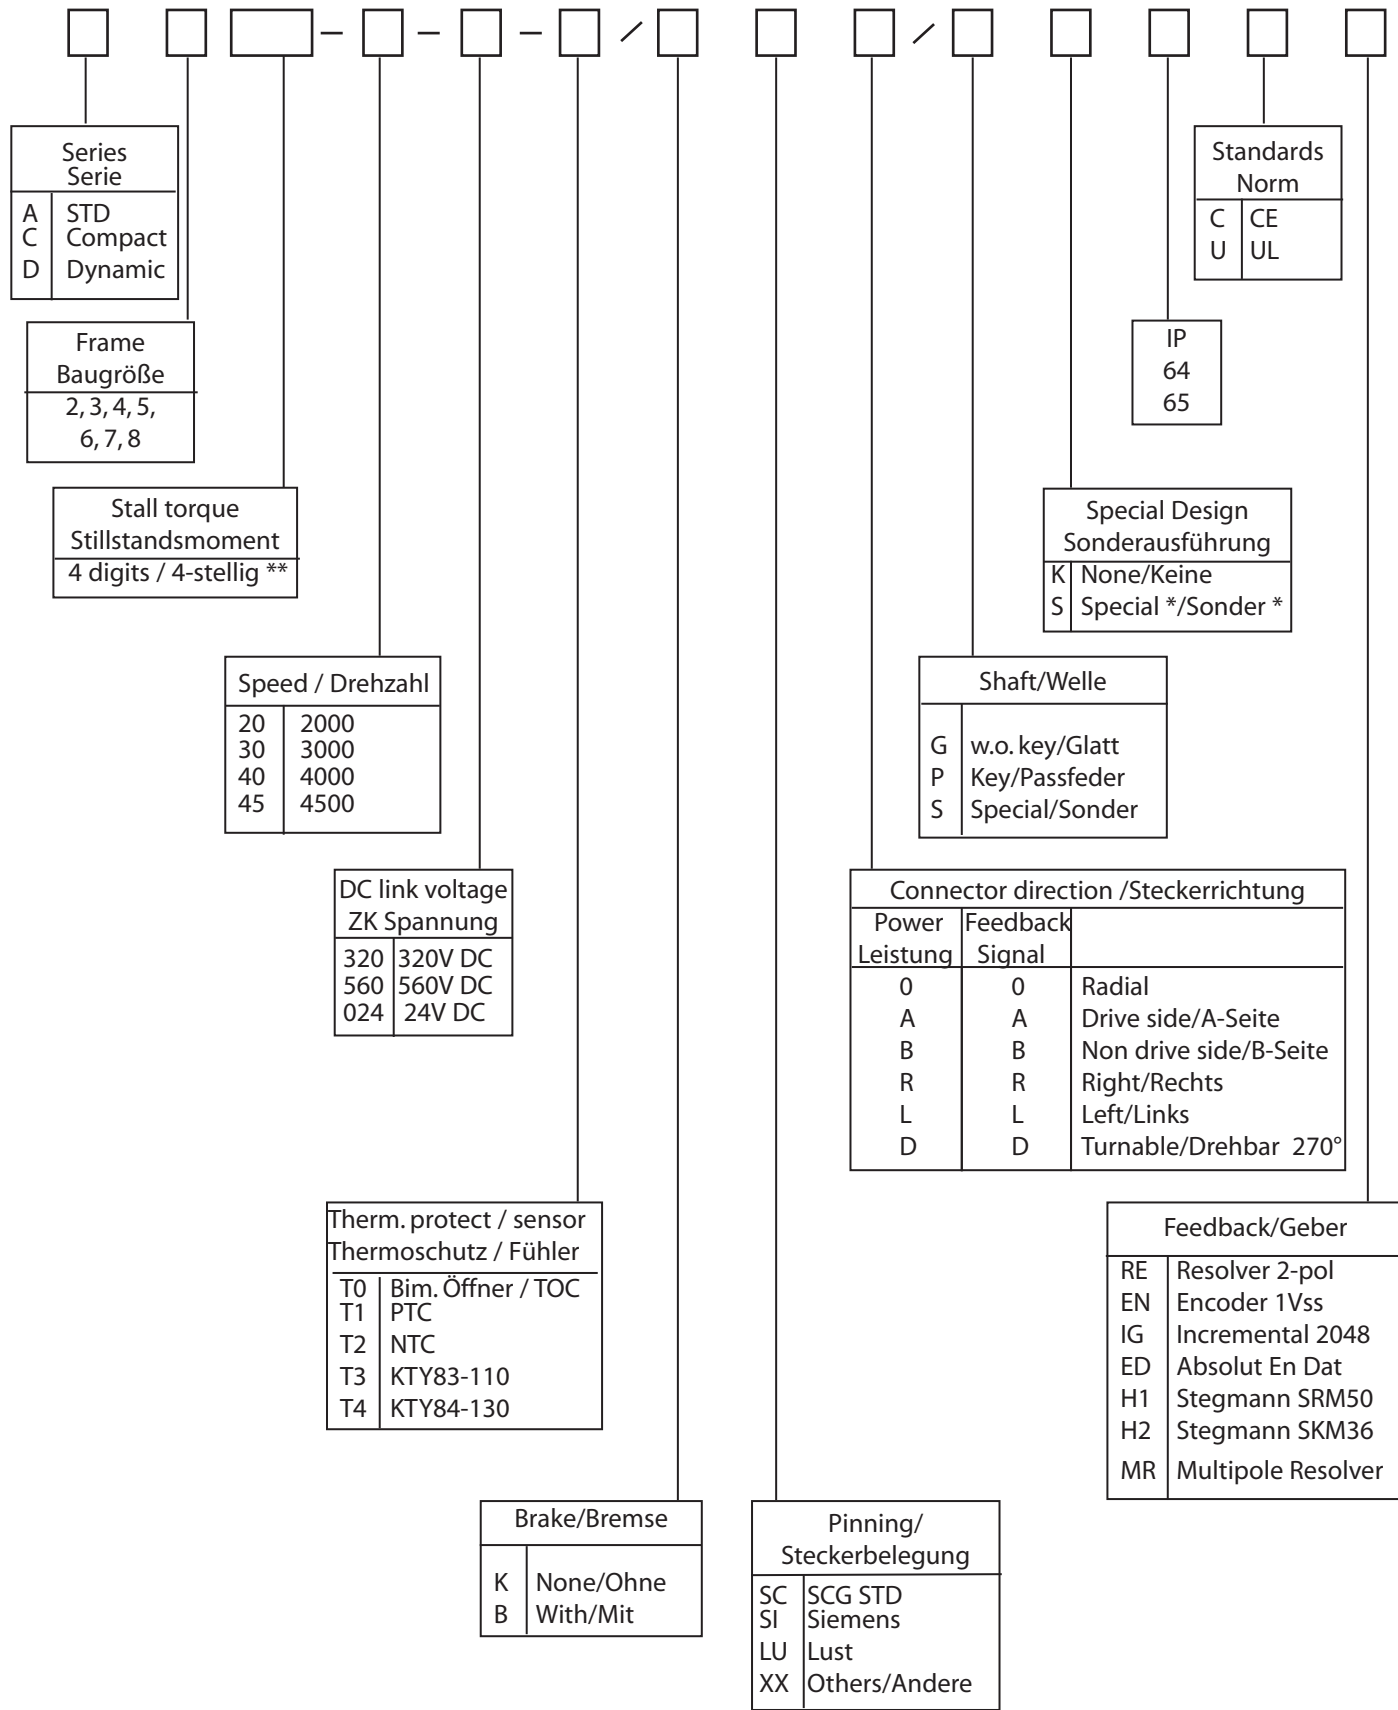 Series
Serie
A STD
C Compact
D Dynamic
Standards
Norm
C CE
U UL
Frame
Baugröße
2, 3, 4, 5,
6, 7, 8
IP
64
65
Stall torque
Stillstandsmoment
4 digits / 4-stellig **
Special Design
Sonderausführung
K None/Keine
S Special */Sonder *
Speed / Drehzahl
20 2000
30 3000
40 4000
45 4500
Shaft/Welle
G w.o. key/Glatt
P Key/Passfeder
S Special/Sonder
DC link voltage
ZK Spannung
320 320V DC
560 560V DC
024 24V DC
Connector direction /Steckerrichtung
Power Feedback
Leistung Signal
0 0 Radial
A A Drive side/A-Seite
B B Non drive side/B-Seite
R R Right/Rechts
L L Left/Links
D D Turnable/Drehbar 270°
Therm. protect / sensor
Thermoschutz / Fühler
T0 Bim. Öffner / TOC
T1 PTC
T2 NTC
T3 KTY83-110
T4 KTY84-130
Feedback/Geber
RE Resolver 2-pol
EN Encoder 1Vss
IG Incremental 2048
ED Absolut En Dat
H1 Stegmann SRM50
H2 Stegmann SKM36
MR Multipole Resolver
Brake/Bremse
K None/Ohne
B With/Mit
Pinning/
Steckerbelegung
SC SCG STD
SI Siemens
LU Lust
XX Others/Andere